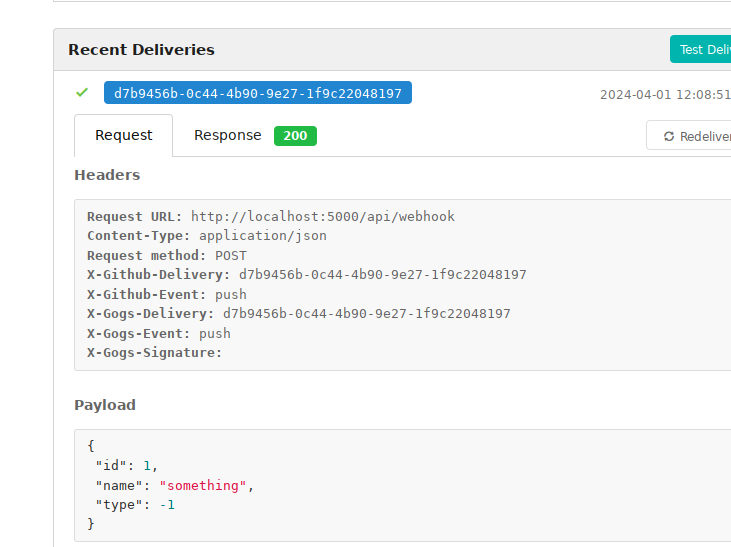 Recent Deliveries
Test Deli
d7b9456b-0c44-4b90-9e27-1f9c22048197
2024-04-01 12:08:51
Request
Response 200
Redeliver
Headers
Request URL: http://localhost:5000/api/webhook
Content-Type: application/json
Request method: POST
X-Github-Delivery: d7b9456b-0c44-4b90-9e27-1f9c22048197
X-Github-Event: push
X-Gogs-Delivery: d7b9456b-0c44-4b90-9e27-1f9c22048197
X-Gogs-Event: push
X-Gogs-Signature:
Payload
{
"id": 1,
"name": "something",
"type": -1
}